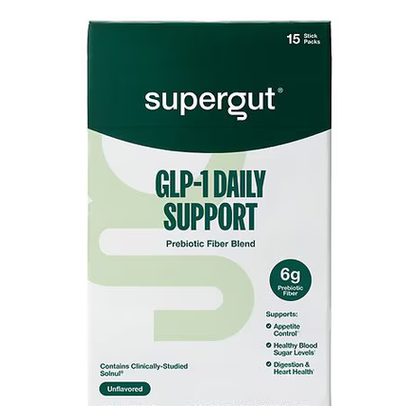 15 Stick Packs
supergut®
GLP-1 DAILY
SUPPORT
Prebiotic Fiber Blend
6g
Prebiotic
Fiber
Supports:
Appetite
Control
Healthy Blood
Sugar Levels
Digestion &
Heart Health
Contains Clinically-Studied
Solnul®
Unflavored